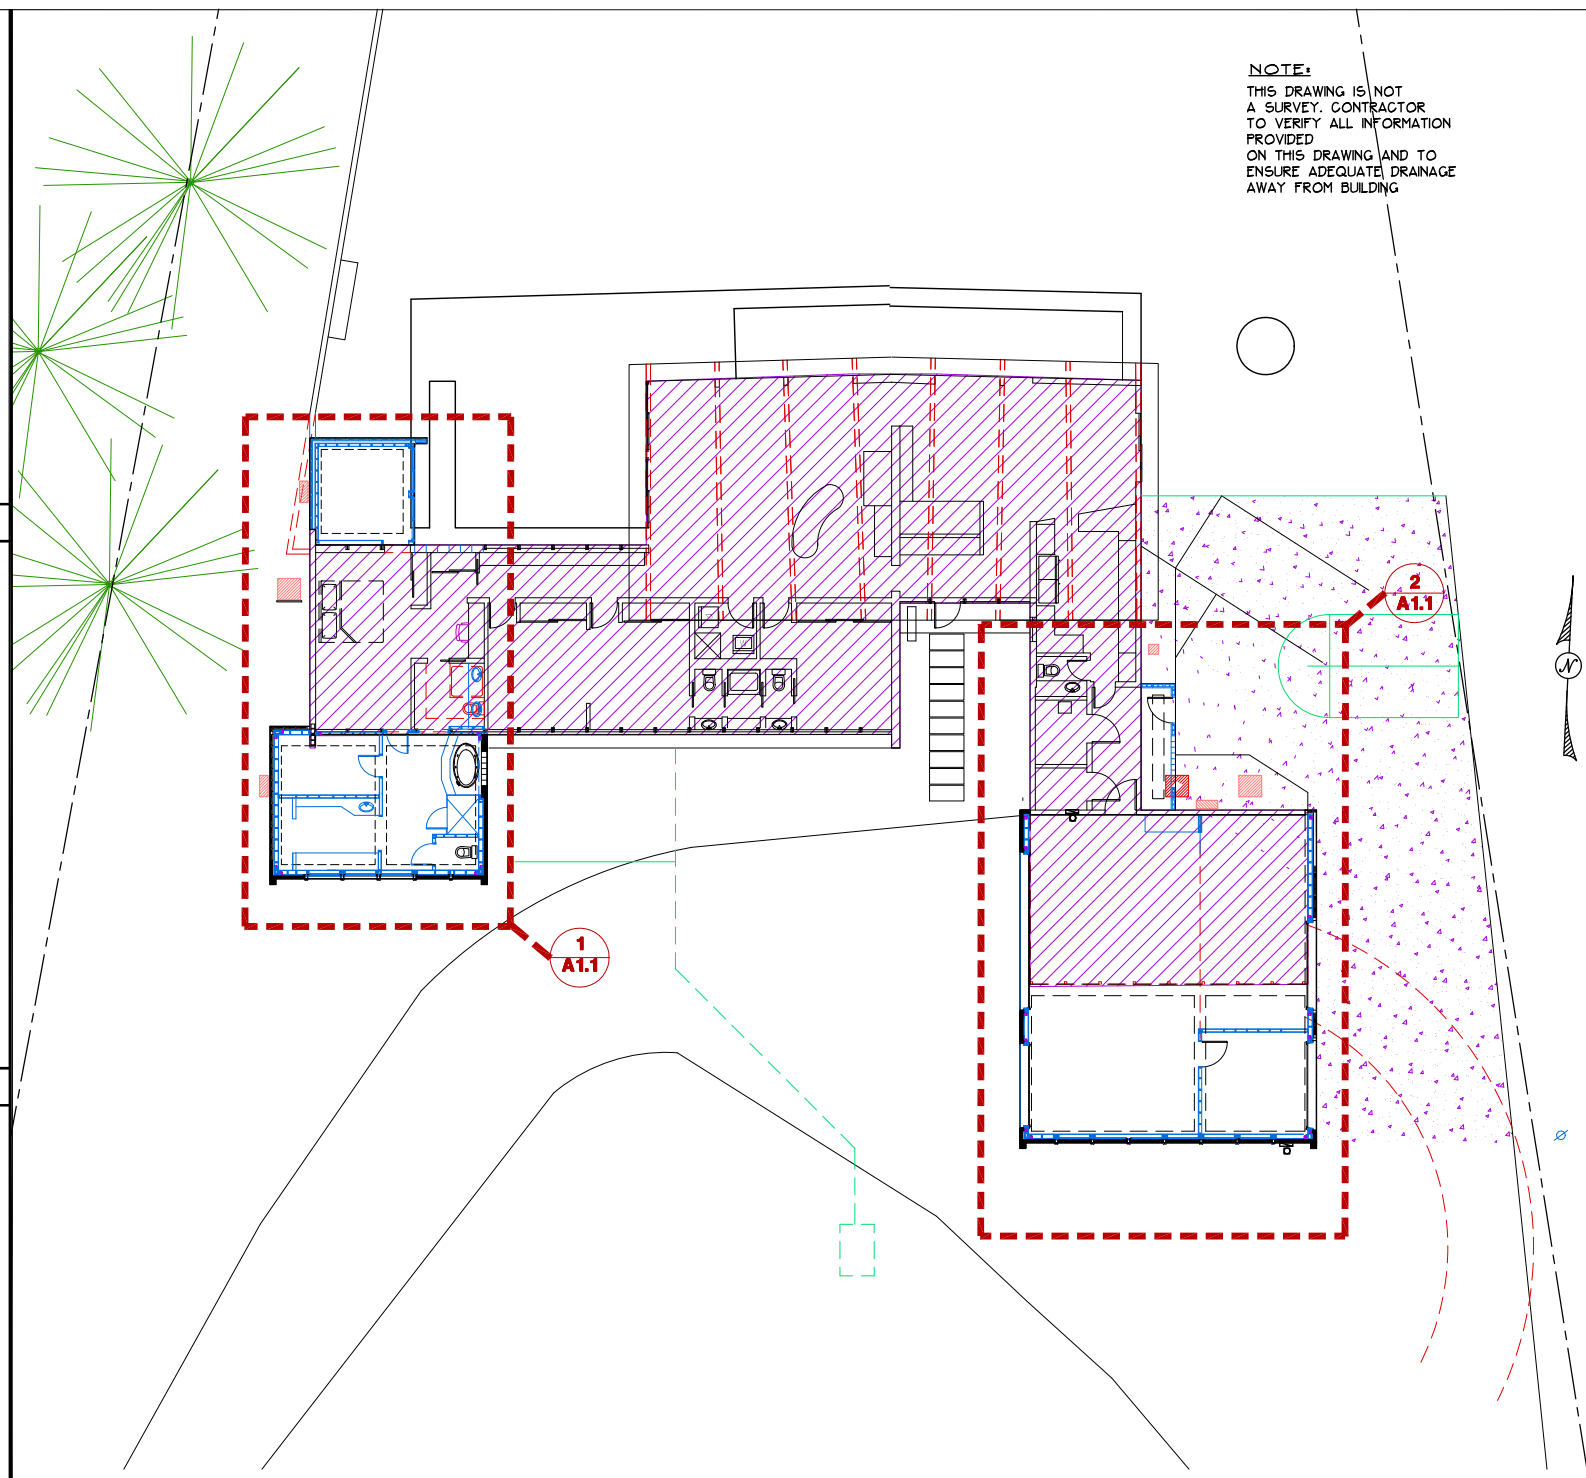 NOTE:
THIS DRAWING IS NOT
A SURVEY. CONTRACTOR
TO VERIFY ALL INFORMATION
PROVIDED
ON THIS DRAWING AND TO
ENSURE ADEQUATE DRAINAGE
AWAY FROM BUILDING
2
A1.1
N
1
A1.1